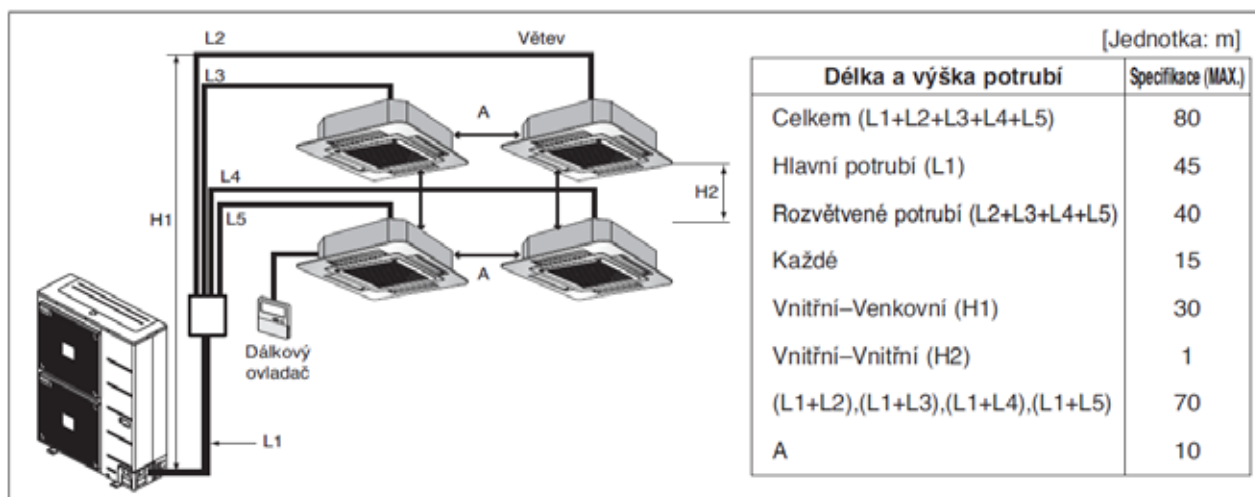 L2
Větev
L3
A
L4
L5
H1
H2
A
Dálkový
ovladač
L1
[Jednotka: m]
Délka a výška potrubí Specifikace (MAX.)
Celkem (L1+L2+L3+L4+L5) 80
Hlavní potrubí (L1) 45
Rozvětvené potrubí (L2+L3+L4+L5) 40
Každé 15
Vnitřní–Venkovní (H1) 30
Vnitřní–Vnitřní (H2) 1
(L1+L2),(L1+L3),(L1+L4),(L1+L5) 70
A 10